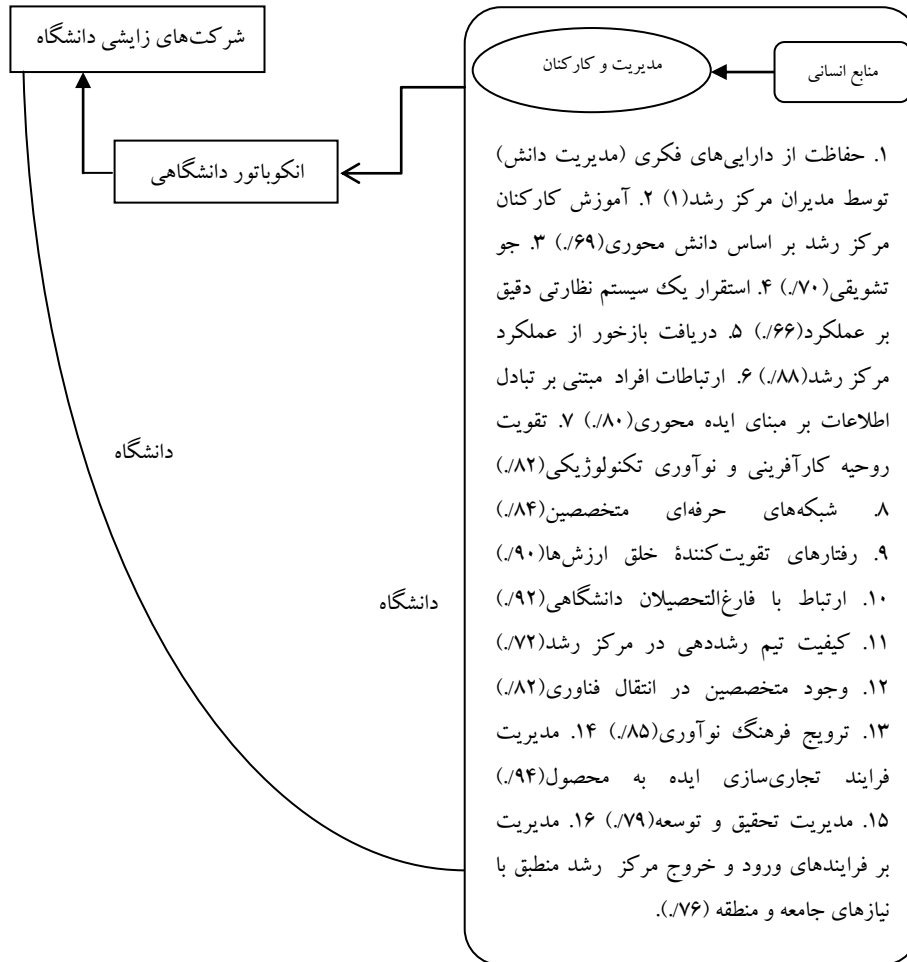 شرکت‌های زایشی دانشگاه
مدیریت و کارکنان
منابع انسانی
انکوباتور دانشگاهی
۱. حفاظت از دارایی‌های فکری (مدیریت دانش)
توسط مدیران مرکز رشد(۱) ۲. آموزش کارکنان
مرکز رشد بر اساس دانش محوری(۶۹/.) ۳. جو
تشویقی(۷۰/.) ۴. استقرار یک سیستم نظارتی دقیق
بر عملکرد(۶۶/.) ۵. دریافت بازخور از عملکرد
مرکز رشد(۸۸/.) ۶. ارتباطات افراد مبتنی بر تبادل
اطلاعات بر مبنای ایده محوری(۸۰/.) ۷. تقویت
روحیه کارآفرینی و نوآوری تکنولوژیکی(۸۲/.)
۸. شبکه‌های حرفه‌ای متخصصین(۸۴/.)
۹. رفتارهای تقویت‌کنندۀ خلق ارزش‌ها(۹۰/.)
۱۰. ارتباط با فارغ‌التحصیلان دانشگاهی(۹۲/.)
۱۱. کیفیت تیم رشددهی در مرکز رشد(۷۲/.)
۱۲. وجود متخصصین در انتقال فناوری(۸۲/.)
۱۳. ترویج فرهنگ نوآوری(۸۵/.) ۱۴. مدیریت
فرایند تجاری‌سازی ایده به محصول(۹۴/.)
۱۵. مدیریت تحقیق و توسعه(۷۹/.) ۱۶. مدیریت
بر فرایندهای ورود و خروج مرکز رشد منطبق با
نیازهای جامعه و منطقه (۷۶/.).
دانشگاه
دانشگاه